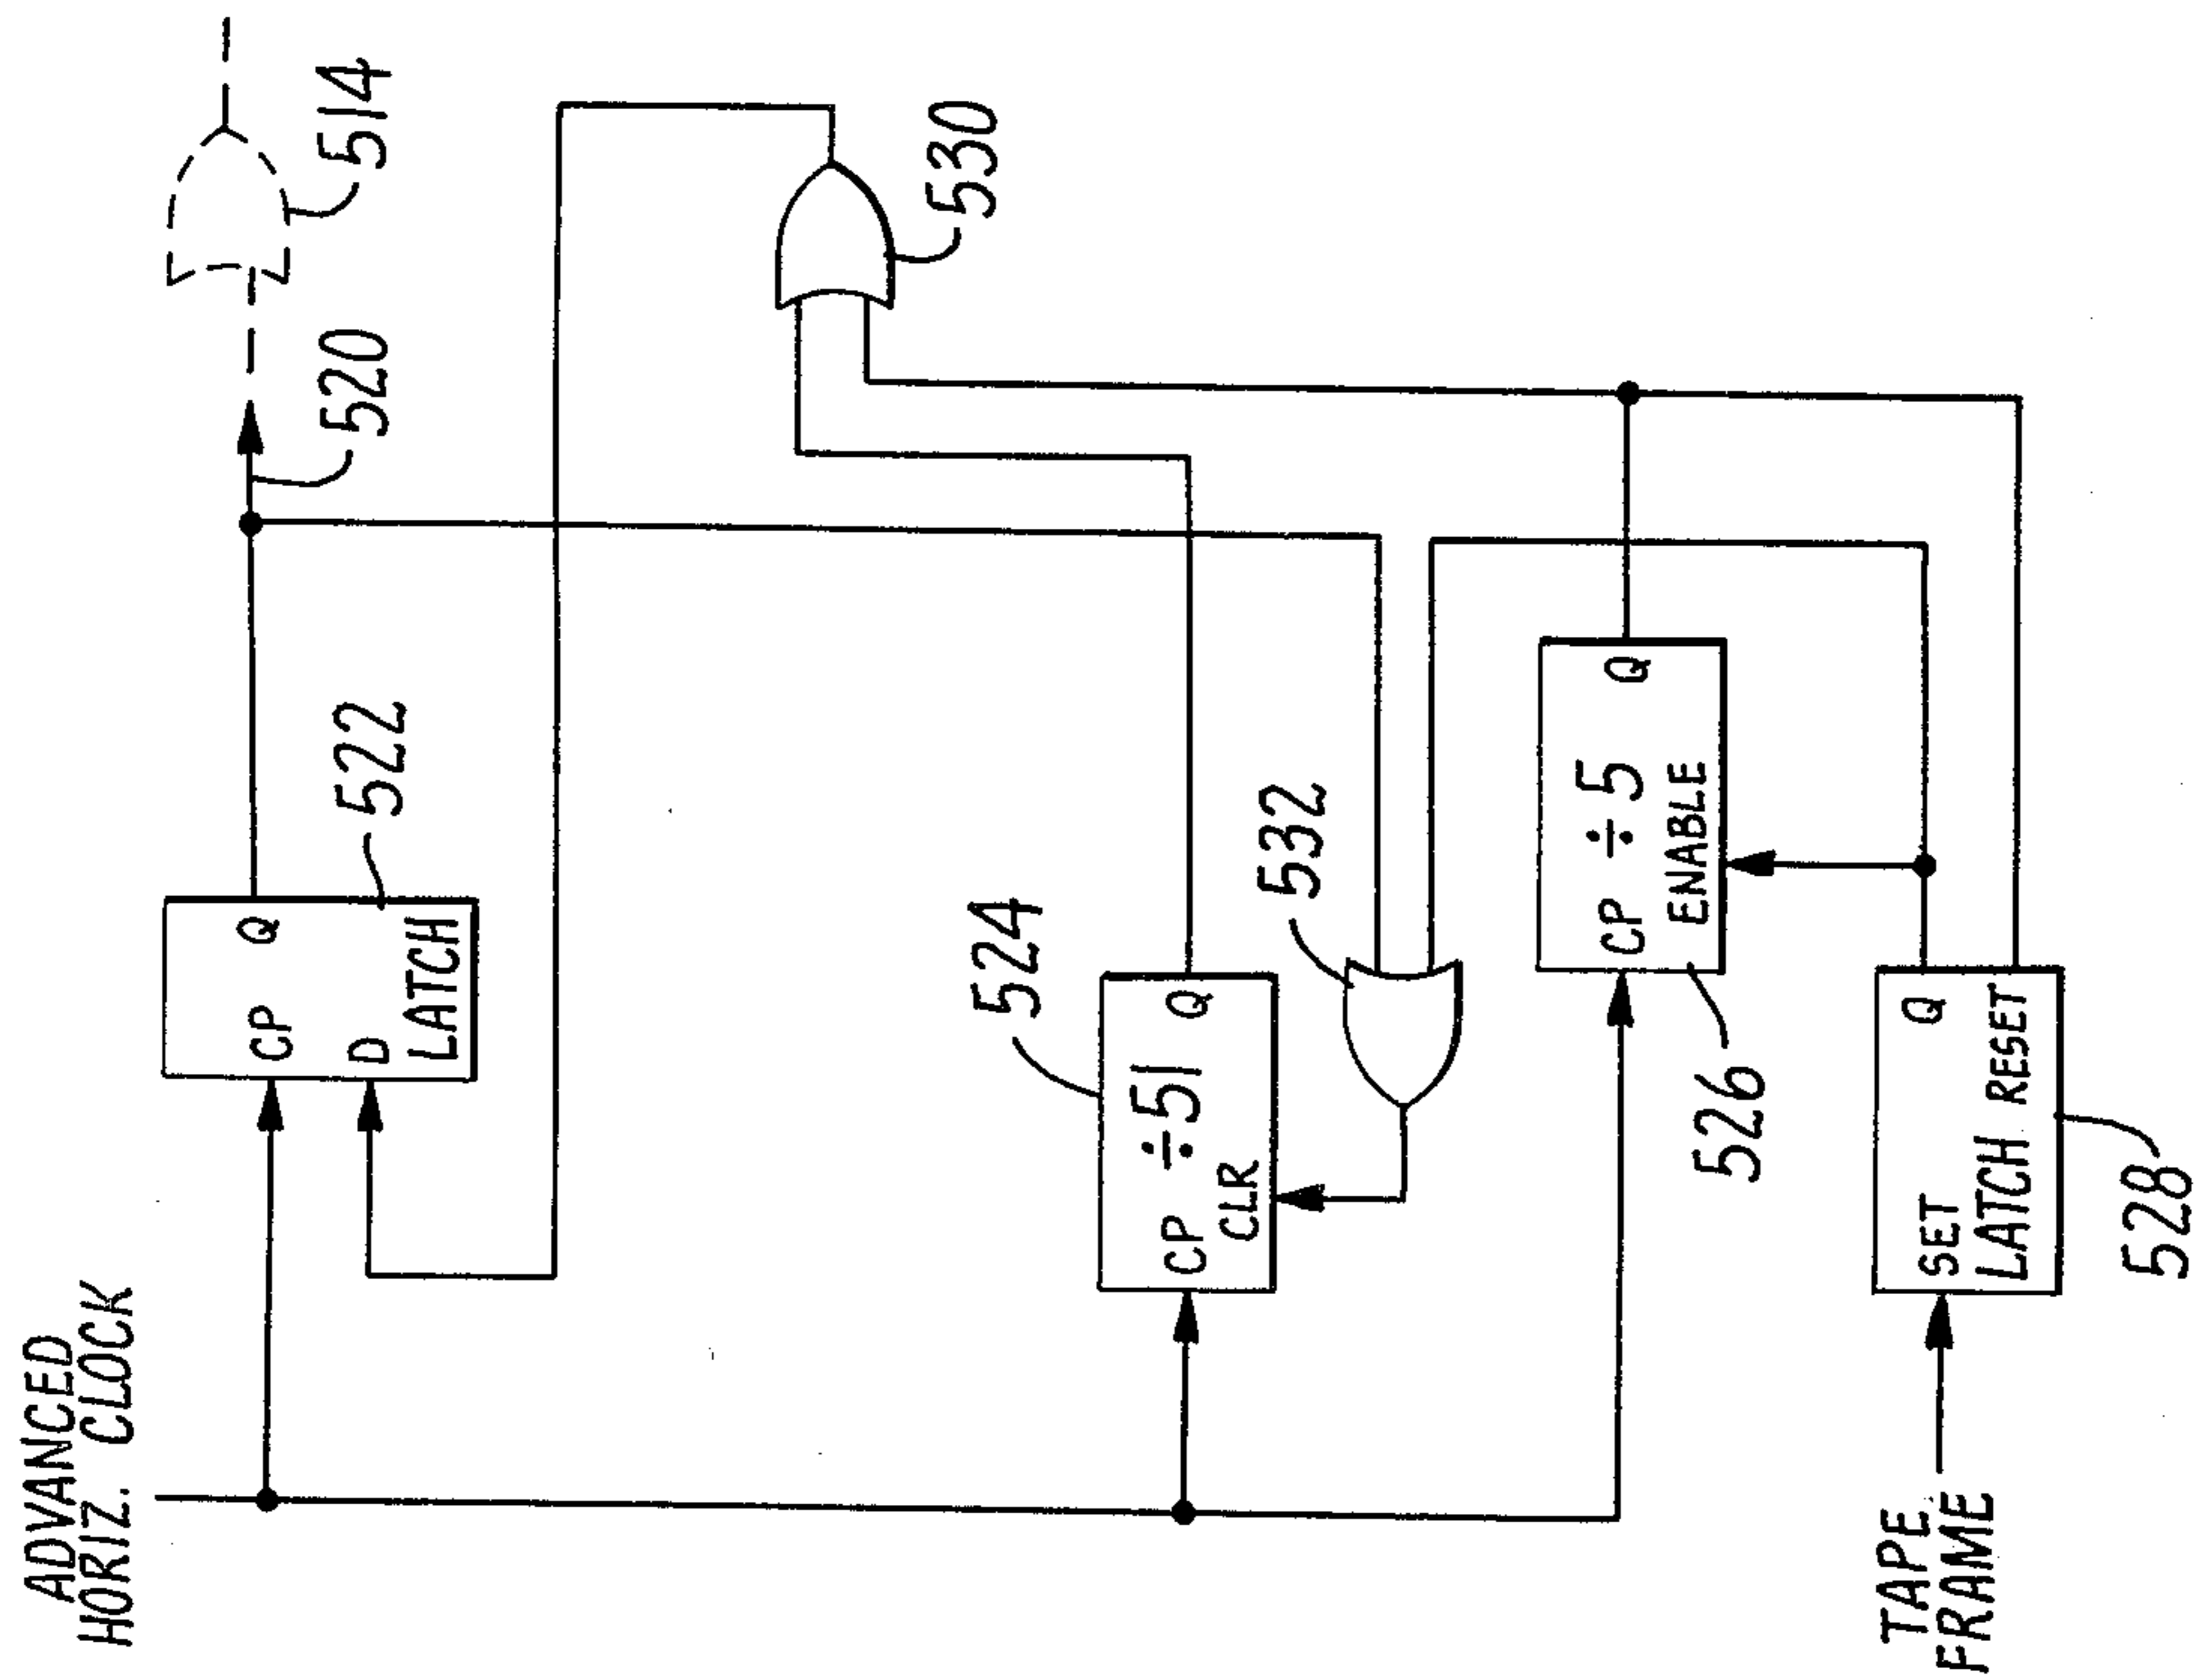 ADVANCED
HORIZ. CLOCK
CP Q
D
LATCH
522
520
514
530
524
CP ÷51 Q
CLR
532
CP ÷5 Q
ENABLE
526
TAPE
FRAME
SET Q
LATCH RESET
528